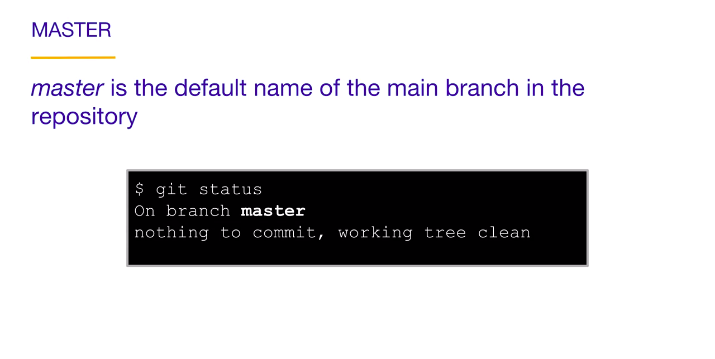 MASTER
master is the default name of the main branch in the
repository
$ git status
On branch master
nothing to commit, working tree clean